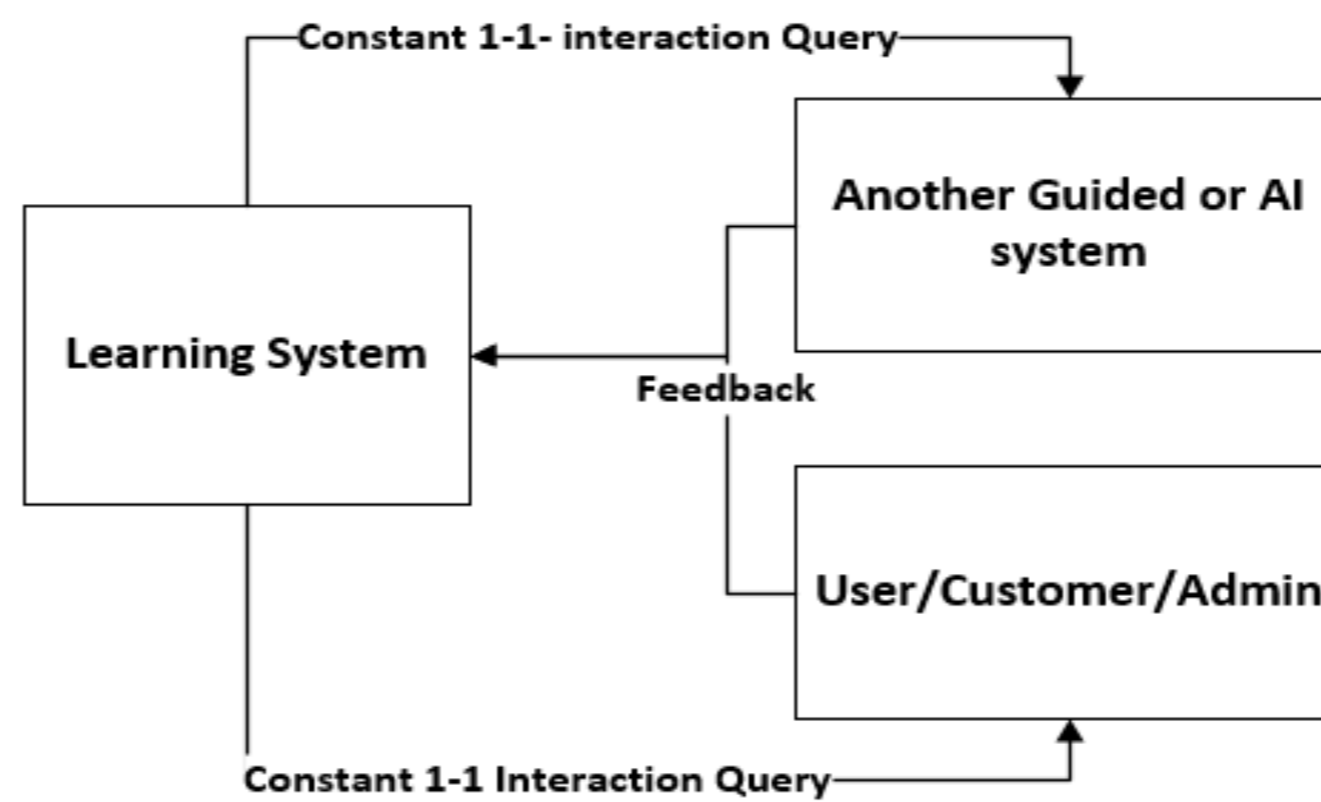 Constant 1-1- interaction Query
Another Guided or AI
system
Learning System
Feedback
User/Customer/Admin
Constant 1-1 Interaction Query